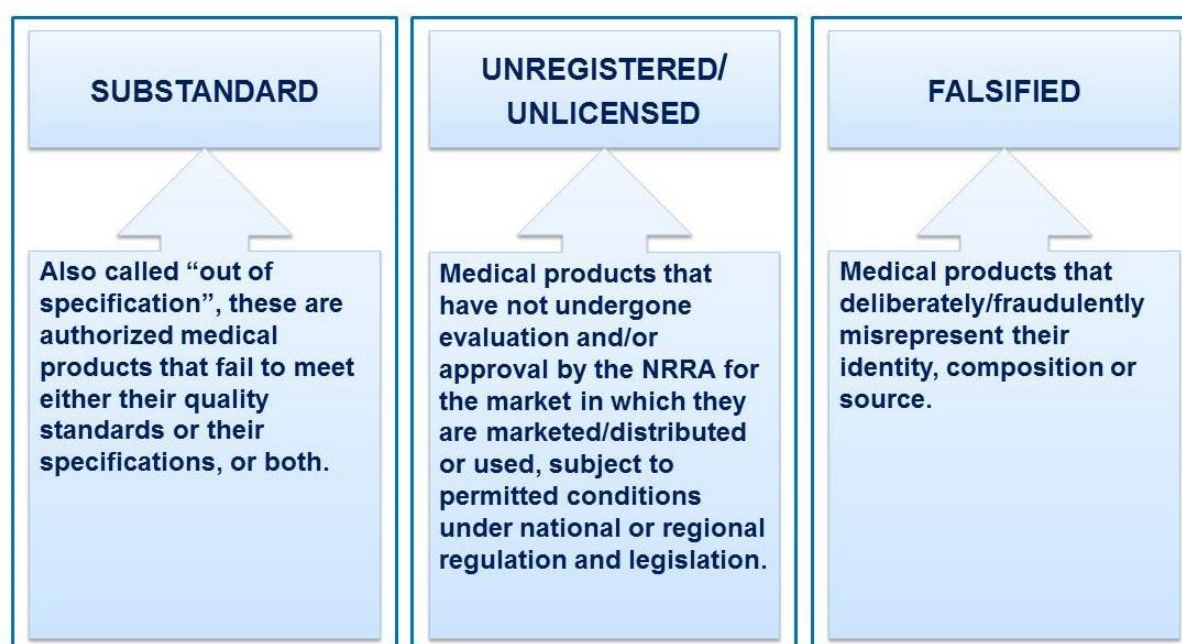 SUBSTANDARD
Also called “out of
specification”, these are
authorized medical
products that fail to meet
either their quality
standards or their
specifications, or both.
UNREGISTERED/
UNLICENSED
Medical products that
have not undergone
evaluation and/or
approval by the NRRA for
the market in which they
are marketed/distributed
or used, subject to
permitted conditions
under national or regional
regulation and legislation.
FALSIFIED
Medical products that
deliberately/fraudulently
misrepresent their
identity, composition or
source.